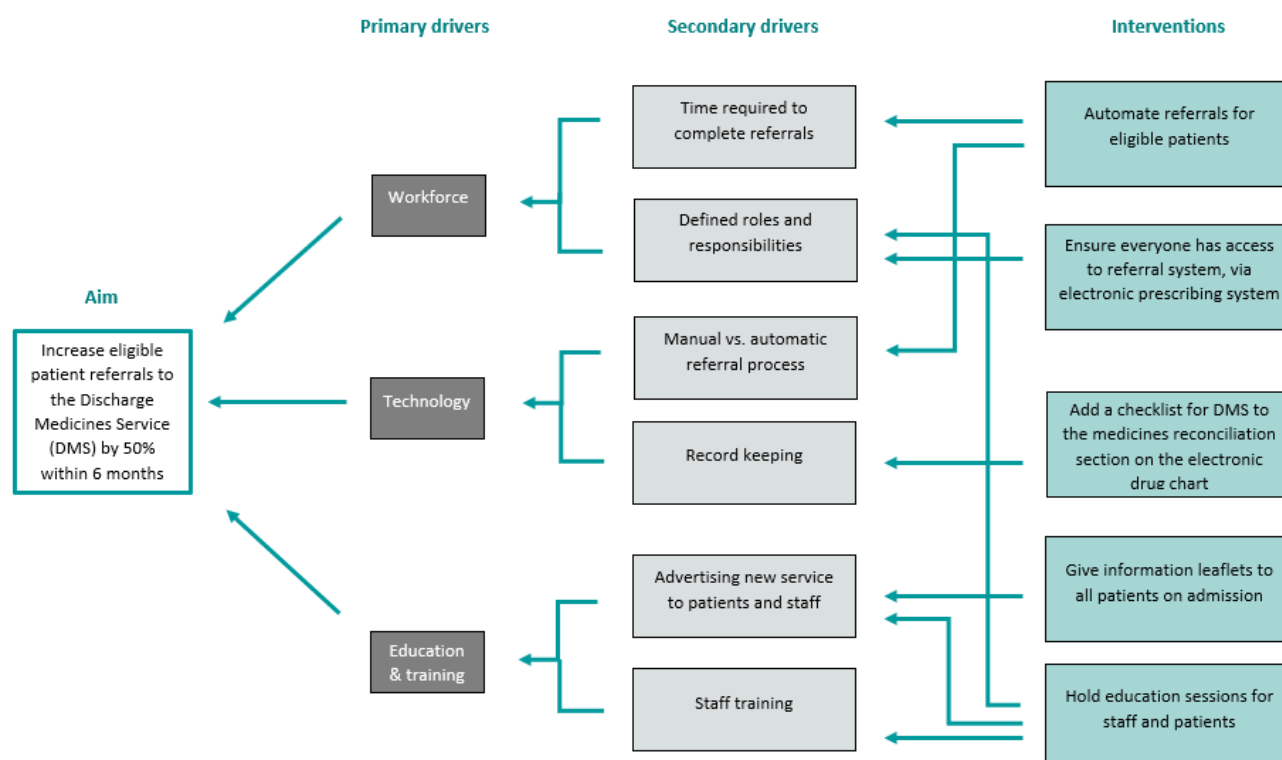 Primary drivers
Secondary drivers
Interventions
Time required to
complete referrals
Automate referrals for
eligible patients
Workforce
Defined roles and
responsibilities
Ensure everyone has access
to referral system, via
electronic prescribing system
Aim
Increase eligible
patient referrals to
the Discharge
Medicines Service
(DMS) by 50%
within 6 months
Manual vs. automatic
referral process
Technology
Record keeping
Add a checklist for DMS to
the medicines reconciliation
section on the electronic
drug chart
Advertising new service
to patients and staff
Give information leaflets to
all patients on admission
Education
& training
Staff training
Hold education sessions for
staff and patients